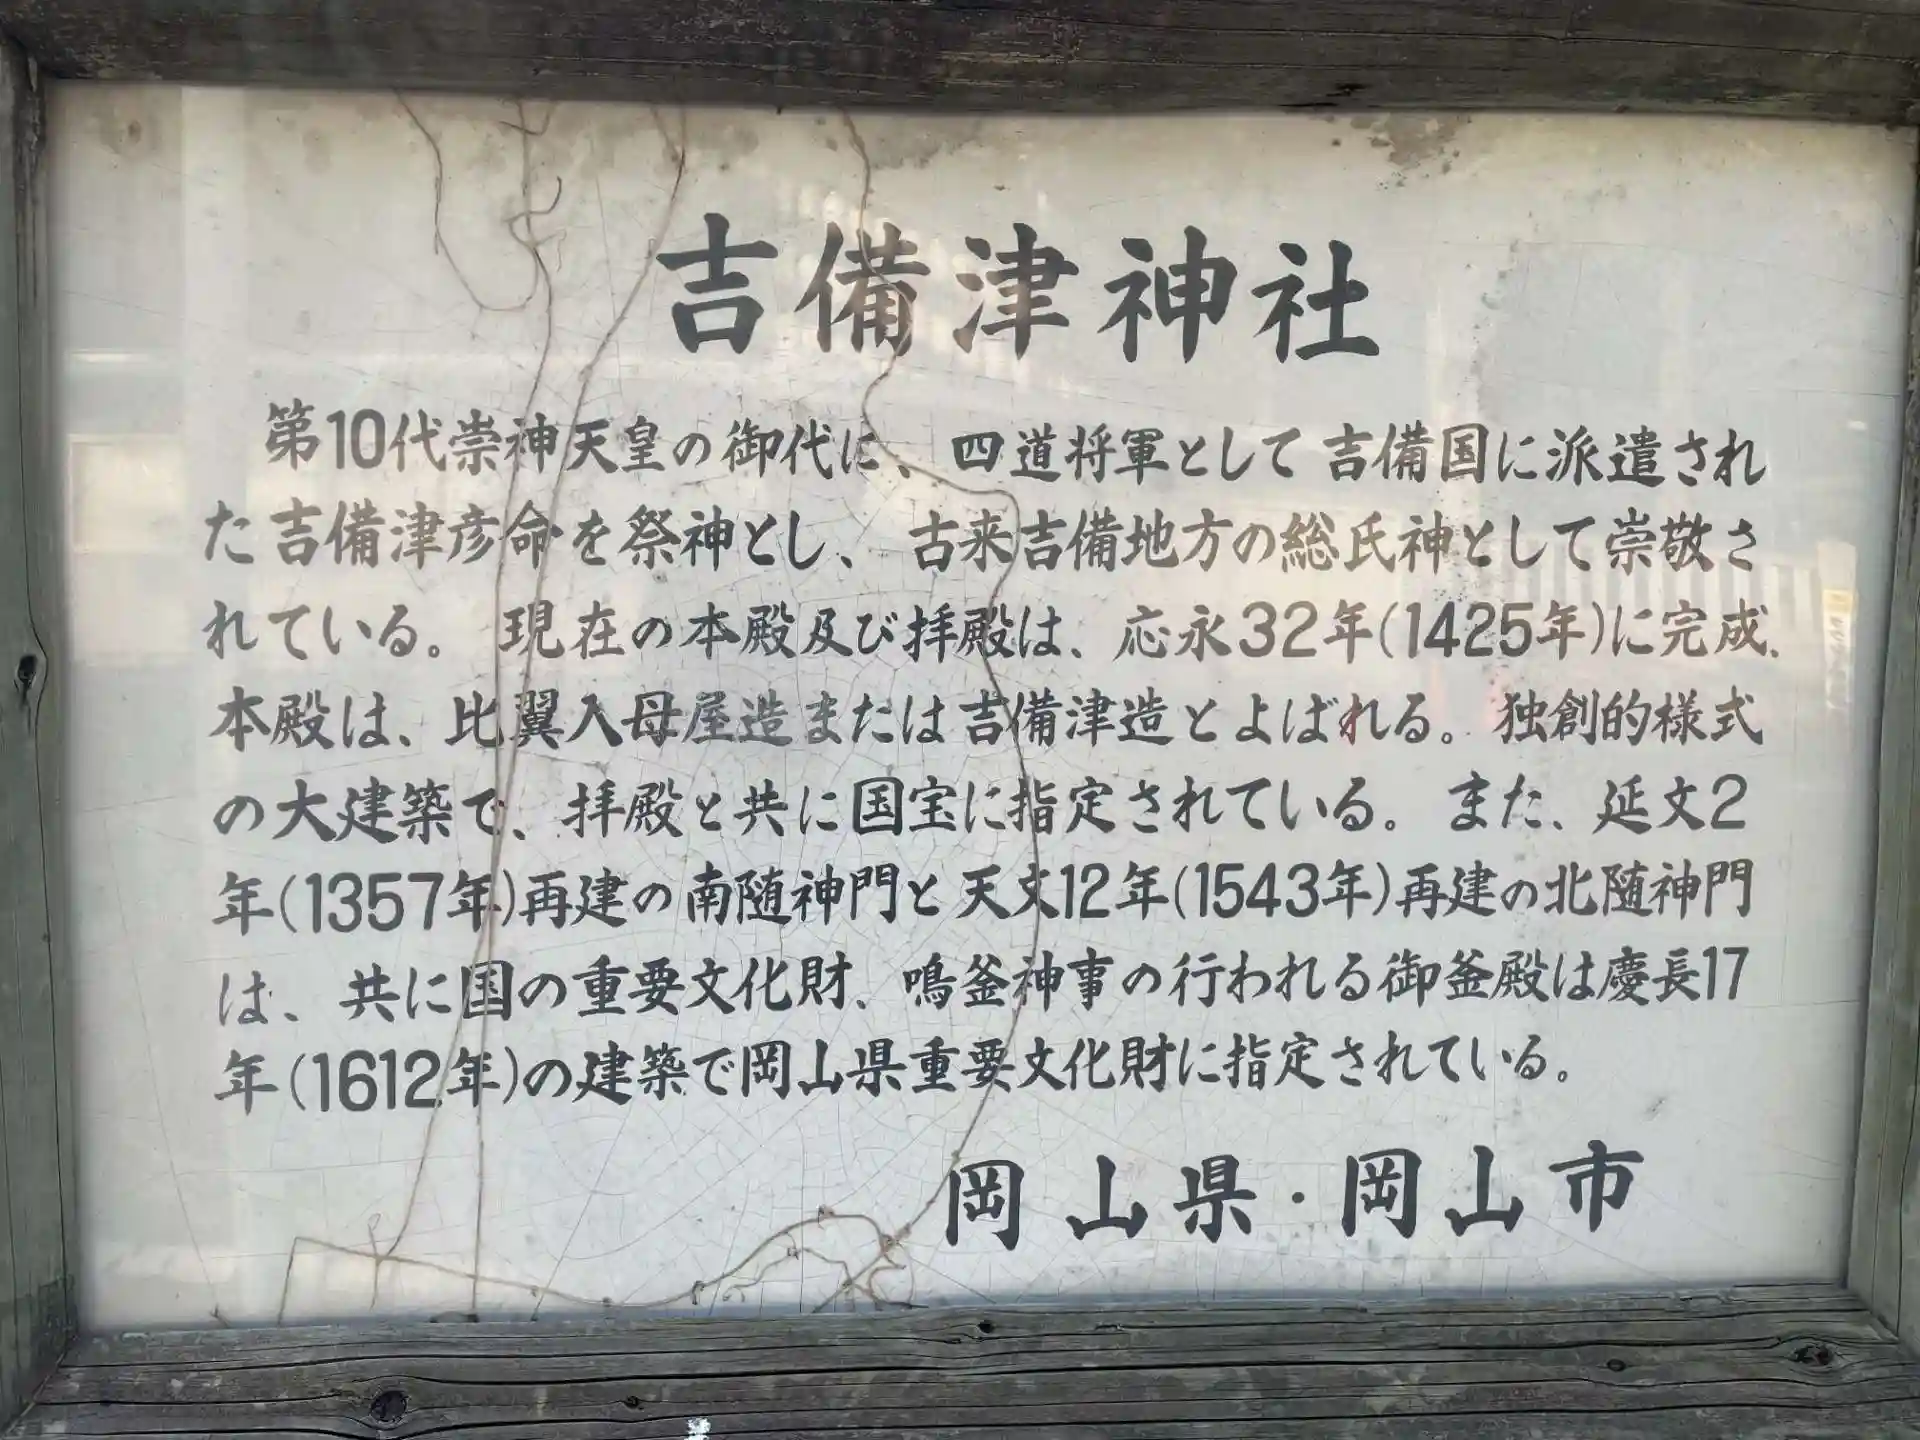 吉備津神社
第10代崇神天皇の御代に、四道将軍として吉備国に派遣され
た吉備津彦命を祭神とし、古来吉備地方の総氏神として崇敬さ
れている。現在の本殿及び拝殿は、応永32年(1425年)に完成、
本殿は、比翼入母屋造または吉備津造とよばれる。独創的様式
の大建築で、拝殿と共に国宝に指定されている。また、延文2
年(1357年)再建の南随神門と天文12年(1543年)再建の北随神門
は、共に国の重要文化財、鳴釜神事の行われる御釜殿は慶長17
年(1612年)の建築で岡山県重要文化財に指定されている。
岡山県・岡山市